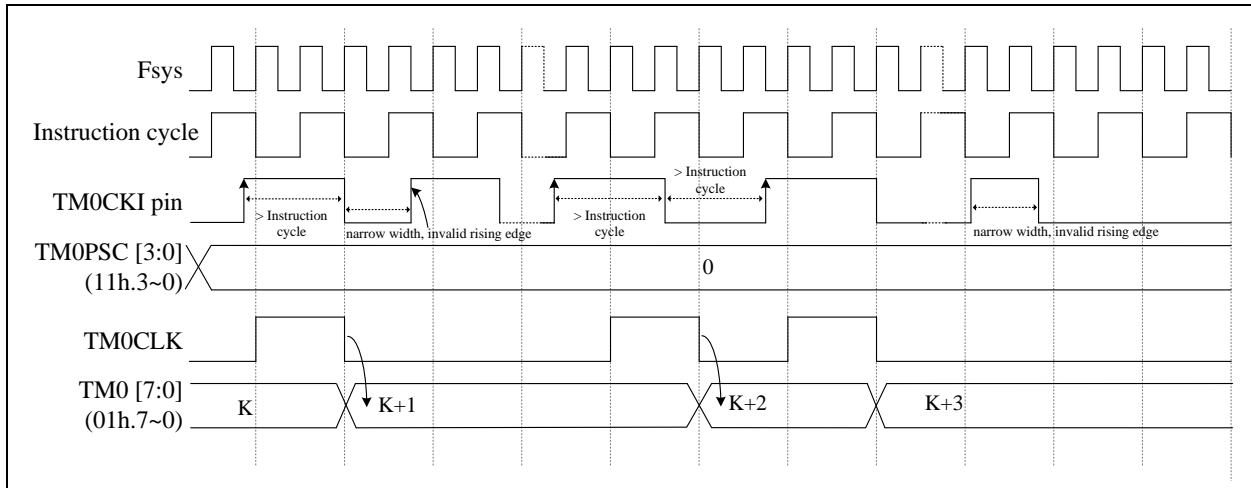 Fsys
Instruction cycle
> Instruction
cycle
TM0CKI pin
> Instruction
cycle
narrow width, invalid rising edge
> Instruction
cycle
narrow width, invalid rising edge
TM0PSC [3:0]
(11h.3~0)
0
TM0CLK
TM0 [7:0]
(01h.7~0)
K
K+1
K+2
K+3